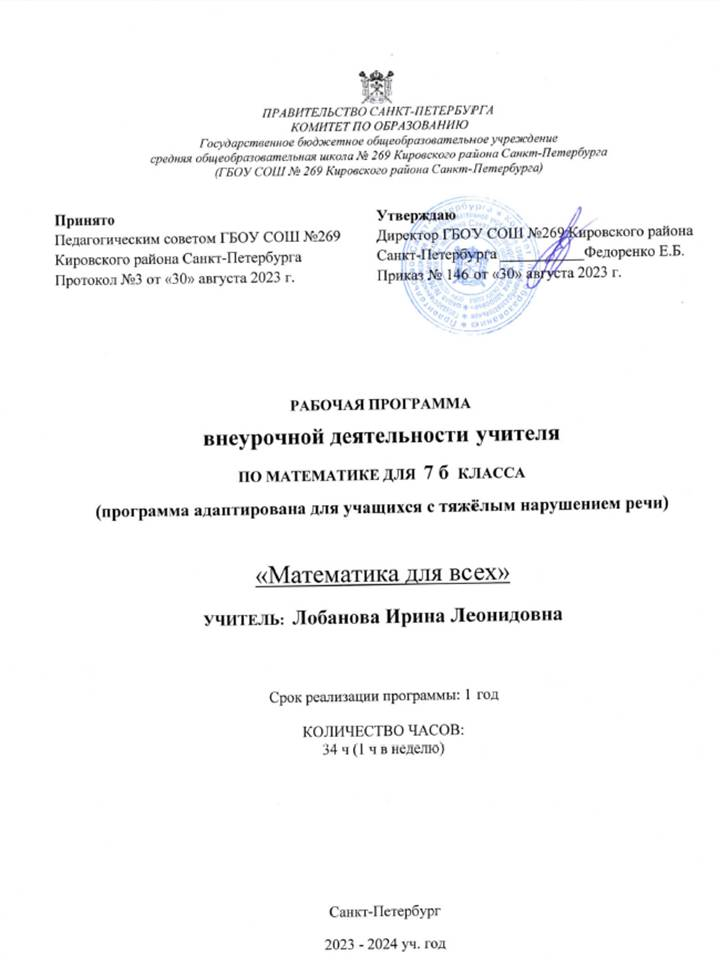 ПРАВИТЕЛЬСТВО САНКТ-ПЕТЕРБУРГА
КОМИТЕТ ПО ОБРАЗОВАНИЮ
Государственное бюджетное общеобразовательное учреждение
средняя общеобразовательная школа № 269 Кировского района Санкт-Петербурга
(ГБОУ СОШ № 269 Кировского района Санкт-Петербурга)
Принято
Педагогическим советом ГБОУ СОШ №269
Кировского района Санкт-Петербурга
Протокол №3 от «30» августа 2023 г.
Утверждаю
Директор ГБОУ СОШ №269 Кировского района
Санкт-Петербурга ____________Федоренко Е.Б.
Приказ № 146 от «30» августа 2023 г.
РАБОЧАЯ ПРОГРАММА
внеурочной деятельности учителя
ПО МАТЕМАТИКЕ ДЛЯ 7 б КЛАССА
(программа адаптирована для учащихся с тяжёлым нарушением речи)
«Математика для всех»
УЧИТЕЛЬ: Лобанова Ирина Леонидовна
Срок реализации программы: 1 год
КОЛИЧЕСТВО ЧАСОВ:
34 ч (1 ч в неделю)
Санкт-Петербург
2023 - 2024 уч. год